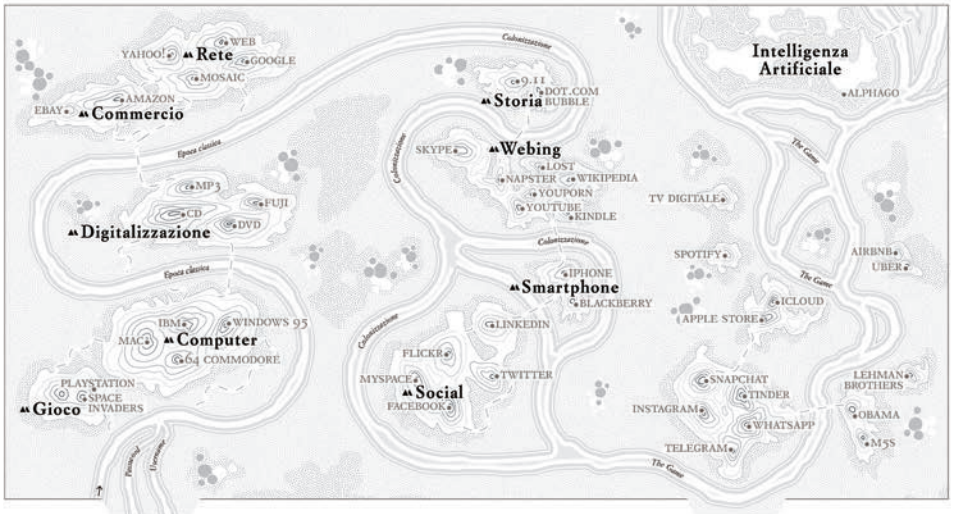 Rete
WEB
YAHOO!
GOOGLE
MOSAIC
AMAZON
EBAY
Commercio
Colonizzazione
Epoca classica
MP3
FUJI
CD
DVD
Digitalizzazione
Epoca classica
IBM
WINDOWS 95
MAC
Computer
64 COMMODORE
PLAYSTATION
SPACE
INVADERS
Gioco
Password
Username
9.11
DOT.COM
BUBBLE
Storia
Colonizzazione
SKYPE
Webing
LOST
NAPSTER
WIKIPEDIA
YOUPORN
YOUTUBE
KINDLE
Colonizzazione
IPHONE
Smartphone
BLACKBERRY
Colonizzazione
LINKEDIN
FLICKR
MYSPACE
TWITTER
Social
FACEBOOK
The Game
Intelligenza
Artificiale
ALPHAGO
The Game
TV DIGITALE
SPOTIFY
AIRBNB
UBER
The Game
ICLOUD
APPLE STORE
SNAPCHAT
TINDER
INSTAGRAM
WHATSAPP
TELEGRAM
LEHMAN
BROTHERS
OBAMA
M5S